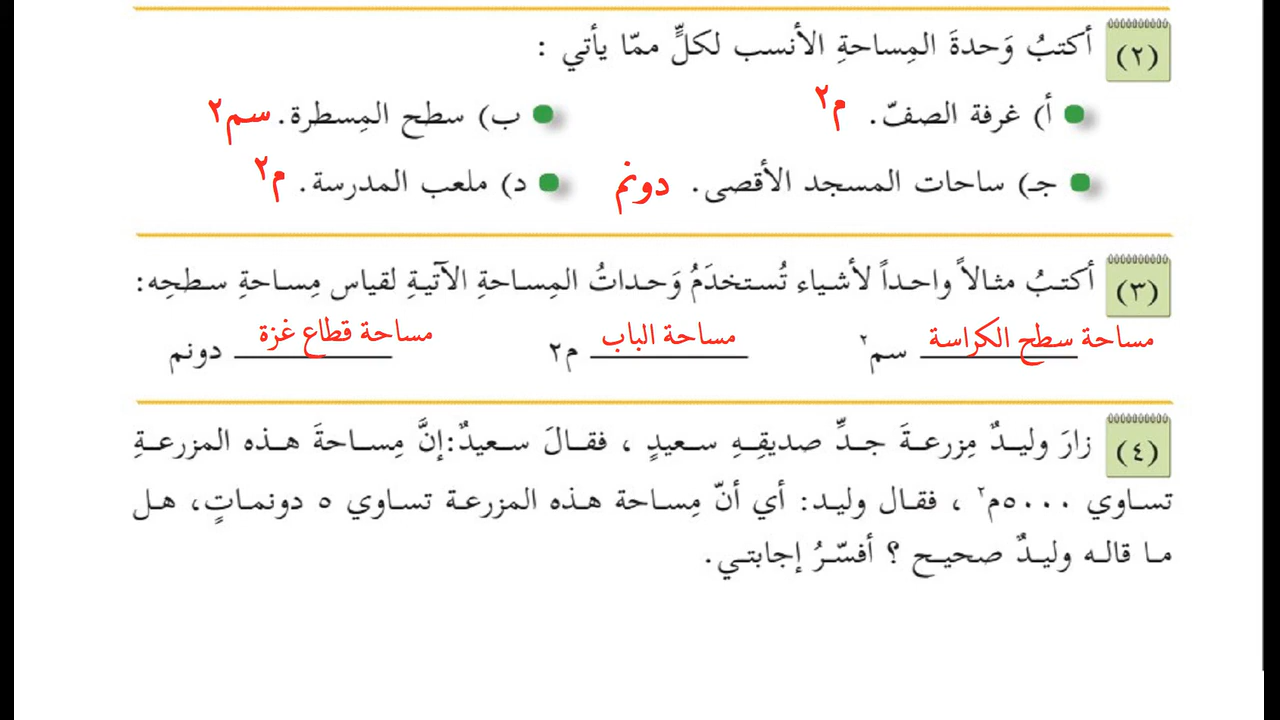 (٢) أكتبُ وَحدةَ المِساحةِ الأنسب لكلٍّ ممّا يأتي :
أ) غرفة الصفّ. م٢ ب) سطح المِسطرة. سم٢
جـ) ساحات المسجد الأقصى. دونم د) ملعب المدرسة. م٢
(٣) أكتبُ مثالاً واحداً لأشياء تُستخدَمُ وَحداتُ المِساحةِ الآتيةِ لقياس مِساحةِ سطحِه:
مساحة سطح الكراسة سم٢ مساحة الباب م٢ مساحة قطاع غزة دونم
(٤) زارَ وليدٌ مِزرعةَ جدِّ صديقِهِ سعيدٍ ، فقالَ سعيدٌ:إنَّ مِساحةَ هذه المزرعةِ
تساوي ٥٠٠٠م٢ ، فقال وليد: أي أنّ مِساحة هذه المزرعة تساوي ٥ دونماتٍ، هل
ما قاله وليدٌ صحيح ؟ أفسّرُ إجابتي.